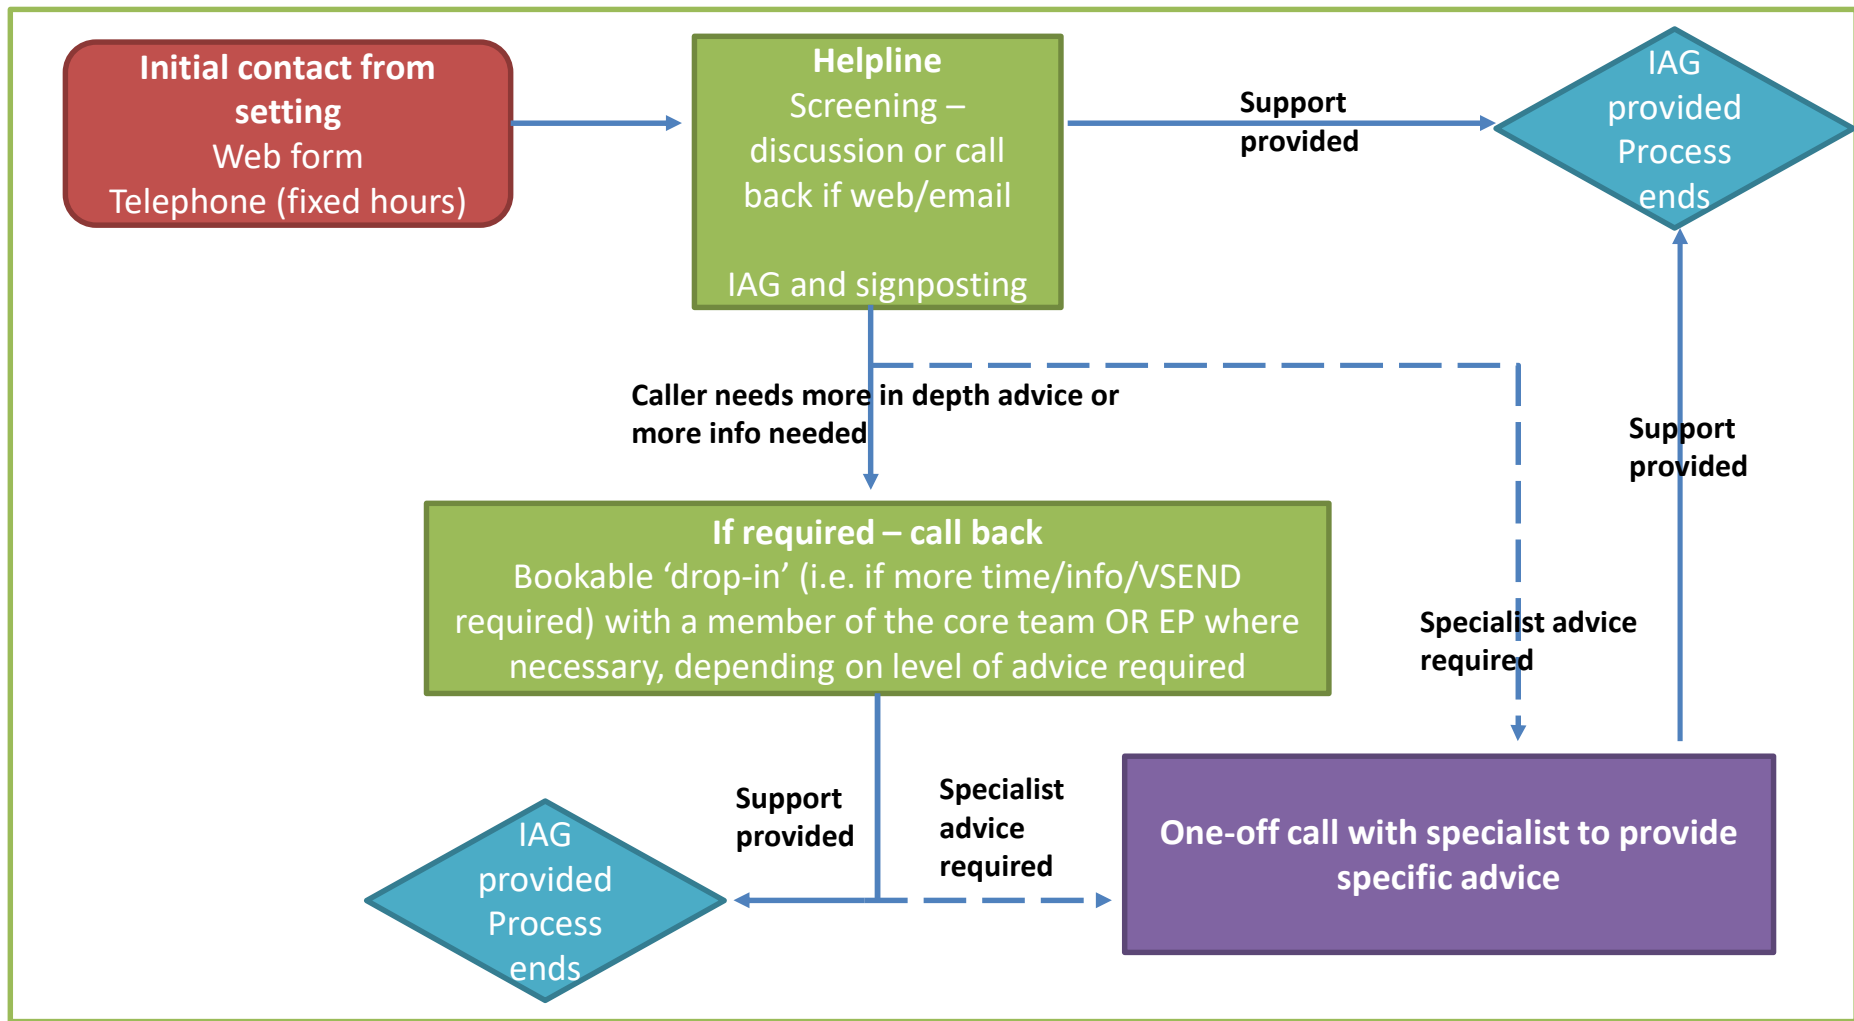 Initial contact from
setting
Web form
Telephone (fixed hours)
Helpline
Screening –
discussion or call
back if web/email
IAG and signposting
Support
provided
IAG
provided
Process
ends
Caller needs more in depth advice or
more info needed
Support
provided
If required – call back
Bookable ‘drop-in’ (i.e. if more time/info/VSEND
required) with a member of the core team OR EP where
necessary, depending on level of advice required
Specialist advice
required
Support
provided
Specialist
advice
required
IAG
provided
Process
ends
One-off call with specialist to provide
specific advice